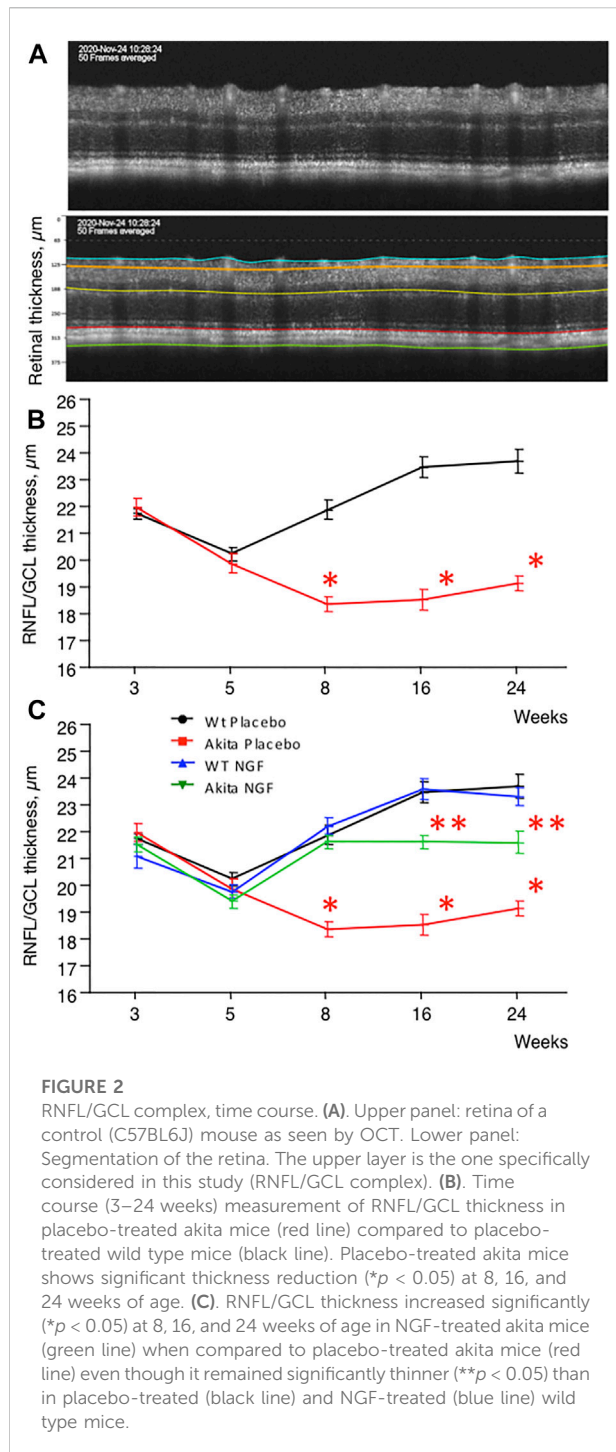 A
2020-Nov-24 10:28:24
50 Frames averaged
2020-Nov-24 10:28:24
50 Frames averaged
Retinal thickness, µm
0
63
125
188
250
313
375
B
RNFL/GCL thickness, µm
26
25
24
23
22
21
20
19
18
17
16
*
*
*
3
5
8
16
24
Weeks
C
Wt Placebo
Akita Placebo
WT NGF
Akita NGF
RNFL/GCL thickness, µm
26
25
24
23
22
21
20
19
18
17
16
**
**
*
*
*
3
5
8
16
24
Weeks
FIGURE 2
RNFL/GCL complex, time course. (A). Upper panel: retina of a
control (C57BL6J) mouse as seen by OCT. Lower panel:
Segmentation of the retina. The upper layer is the one specifically
considered in this study (RNFL/GCL complex). (B). Time
course (3–24 weeks) measurement of RNFL/GCL thickness in
placebo-treated akita mice (red line) compared to placebo-
treated wild type mice (black line). Placebo-treated akita mice
shows significant thickness reduction (*p < 0.05) at 8, 16, and
24 weeks of age. (C). RNFL/GCL thickness increased significantly
(*p < 0.05) at 8, 16, and 24 weeks of age in NGF-treated akita mice
(green line) when compared to placebo-treated akita mice (red
line) even though it remained significantly thinner (**p < 0.05) than
in placebo-treated (black line) and NGF-treated (blue line) wild
type mice.